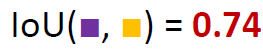 IoU(■, ■) = 0.74